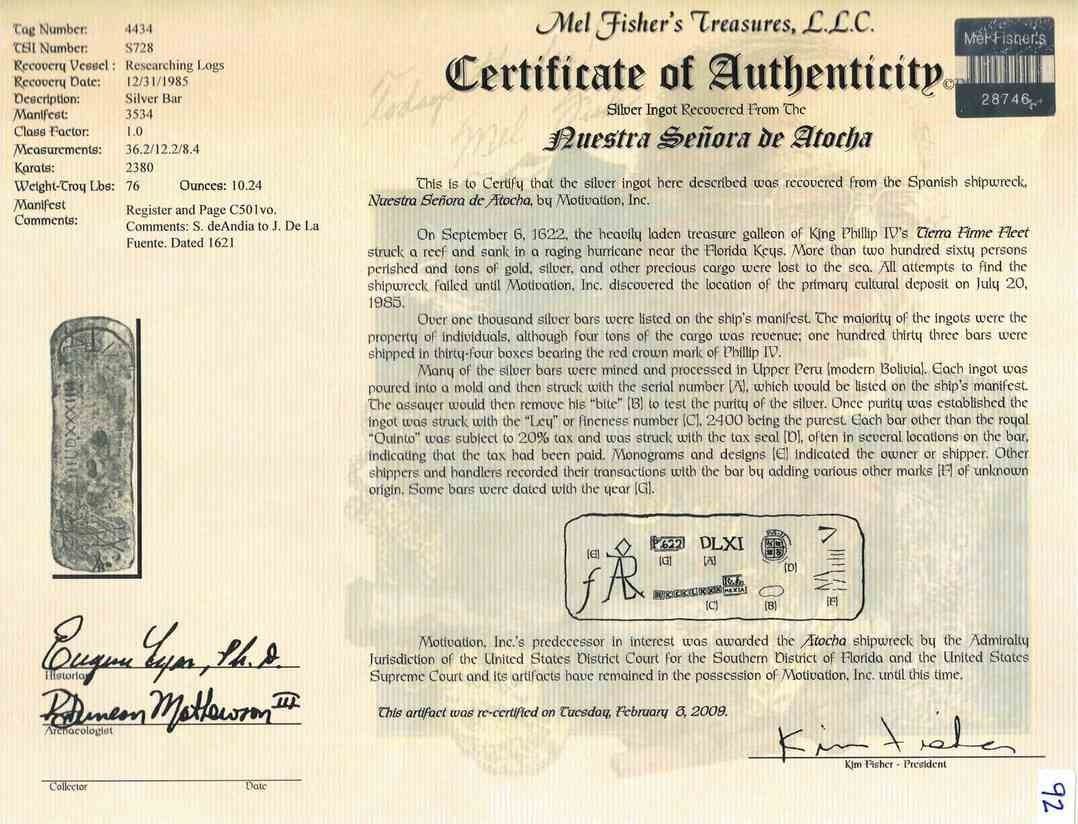 Tag Number: 4434
TSI Number: S728
Recovery Vessel : Researching Logs
Recovery Date: 12/31/1985
Description: Silver Bar
Manifest: 3534
Class Factor: 1.0
Measurements: 36.2/12.2/8.4
Karats: 2380
Weight-Troy Lbs: 76 Ounces: 10.24
Manifest Comments: Register and Page C501vo.
Comments: S. deAndia to J. De La
Fuente. Dated 1621
Mel Fisher's Treasures, L.L.C.
Certificate of Authenticity ©
Silver Ingot Recovered From The
Nuestra Señora de Atocha
Mel Fisher's
28746
This is to Certify that the silver ingot here described was recovered from the Spanish shipwreck,
Nuestra Señora de Atocha, by Motivation, Inc.
On September 6, 1622, the heavily laden treasure galleon of King Phillip IV's Tierra Firme Fleet
struck a reef and sank in a raging hurricane near the Florida Keys. More than two hundred sixty persons
perished and tons of gold, silver, and other precious cargo were lost to the sea. All attempts to find the
shipwreck failed until Motivation, Inc. discovered the location of the primary cultural deposit on July 20,
1985.
Over one thousand silver bars were listed on the ship's manifest. The majority of the ingots were the
property of individuals, although four tons of the cargo was revenue; one hundred thirty three bars were
shipped in thirty-four boxes bearing the red crown mark of Phillip IV.
Many of the silver bars were mined and processed in Upper Peru (modern Bolivia). Each ingot was
poured into a mold and then struck with the serial number [A], which would be listed on the ship's manifest.
The assayer would then remove his "bite" [B] to test the purity of the silver. Once purity was established the
ingot was struck with the "Ley" or fineness number [C], 2400 being the purest. Each bar other than the royal
"Quinto" was subject to 20% tax and was struck with the tax seal [D], often in several locations on the bar,
indicating that the tax had been paid. Monograms and designs [E] indicated the owner or shipper. Other
shippers and handlers recorded their transactions with the bar by adding various other marks [F] of unknown
origin. Some bars were dated with the year [G].
[E] [G] DLXI [A] [D]
[C] [B] [F]
Motivation, Inc.'s predecessor in interest was awarded the Atocha shipwreck by the Admiralty
Jurisdiction of the United States District Court for the Southern District of Florida and the United States
Supreme Court and its artifacts have remained in the possession of Motivation, Inc. until this time.
This artifact was re-certified on Tuesday, February 3, 2009.
Eugene Lyon, Ph. D.
Historian
R Duncan Mathewson III
Archaeologist
Collector Date
Kim Fisher
Kim Fisher - President
92